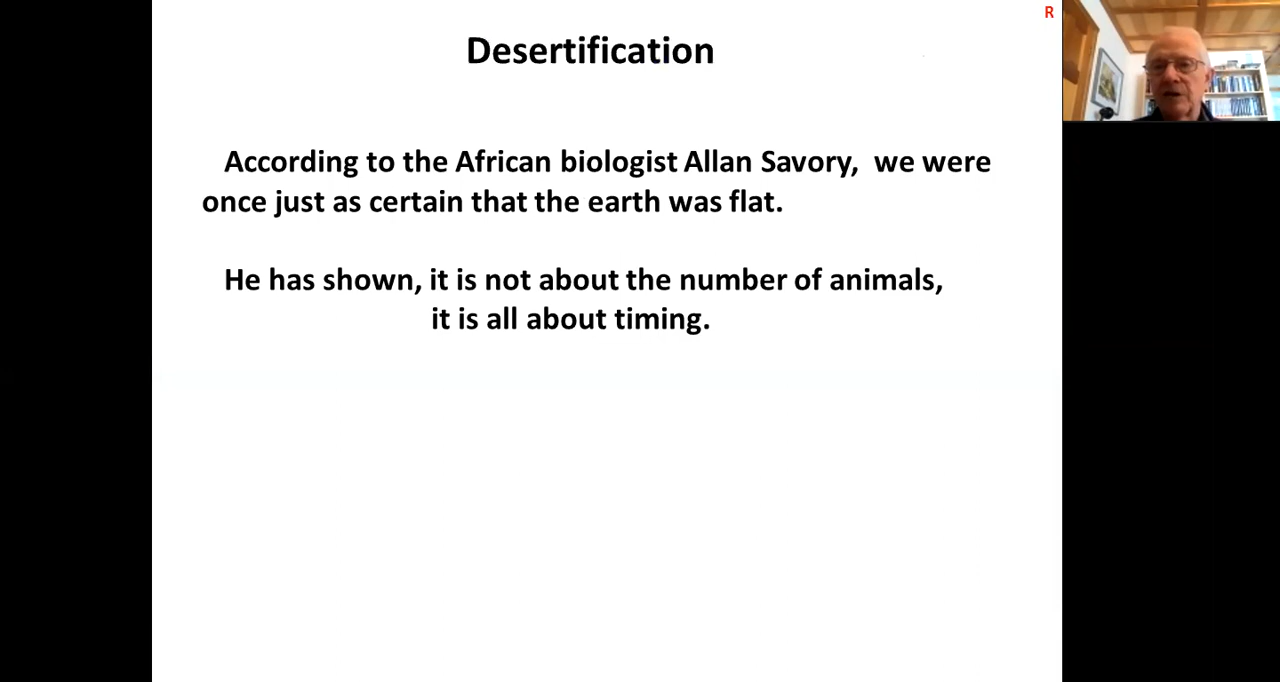 R
Desertification
According to the African biologist Allan Savory, we were
once just as certain that the earth was flat.
He has shown, it is not about the number of animals,
it is all about timing.